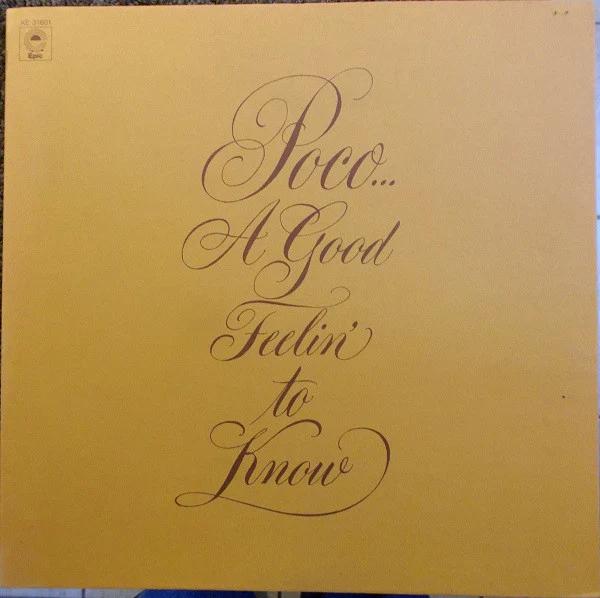 KE 31601
Epic
Poco...
A Good
Feelin'
to
Know